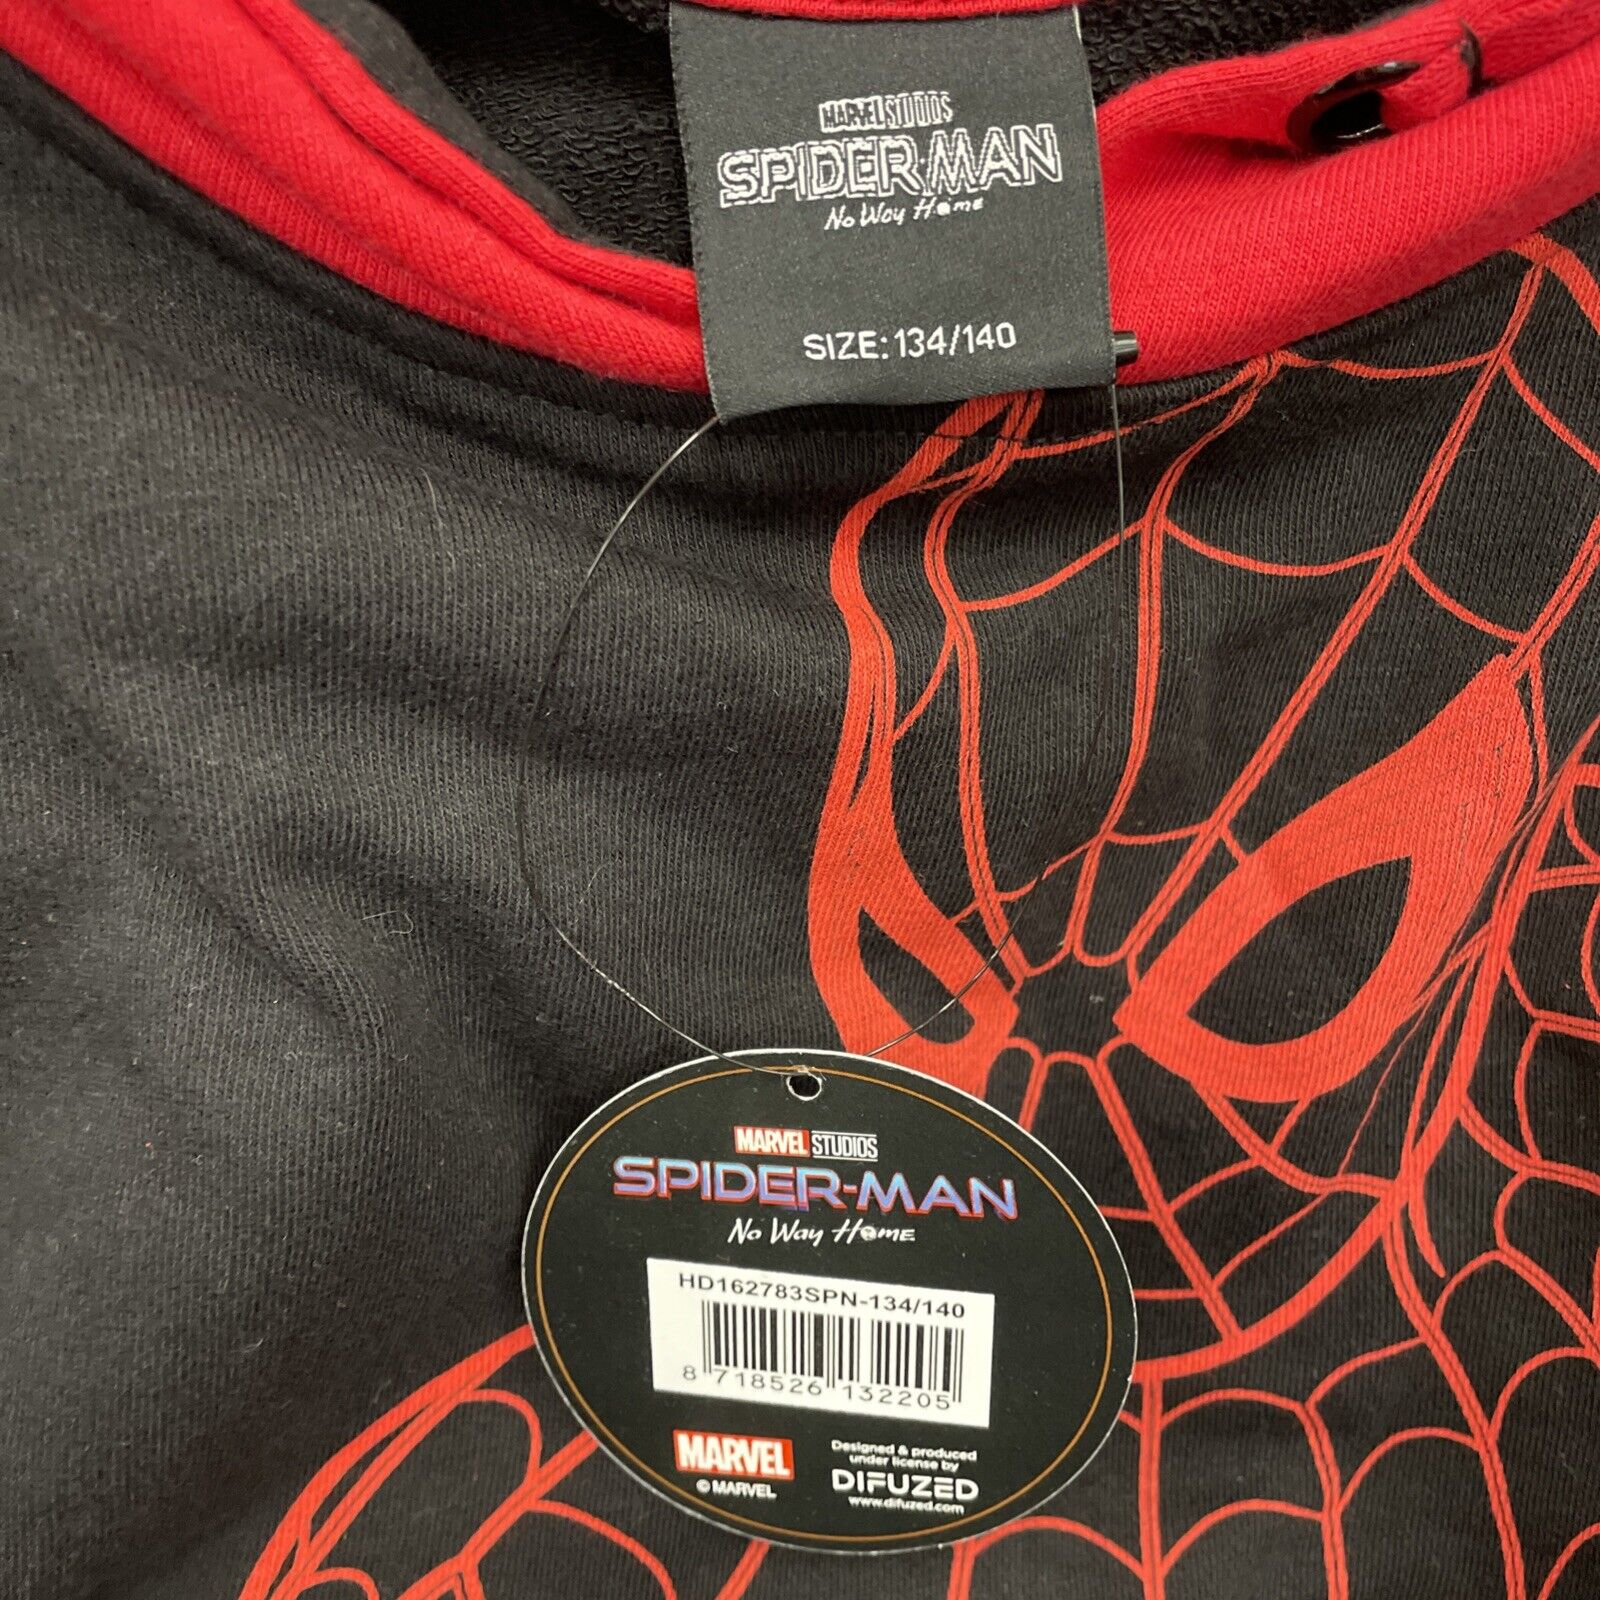 MARVEL STUDIOS
SPIDER-MAN
No Way Home
SIZE: 134/140
MARVEL STUDIOS
SPIDER-MAN
No Way Home
HD162783SPN-134/140
8 718526 132205
MARVEL
© MARVEL
Designed & produced
under license by
DIFUZED
www.difuzed.com